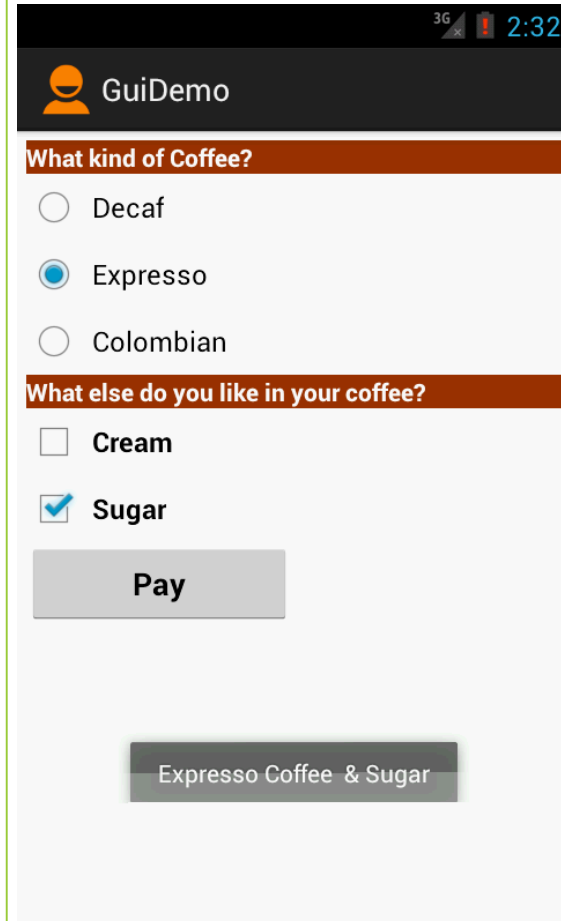 3G 2:32
GuiDemo
What kind of Coffee?
Decaf
Expresso
Colombian
What else do you like in your coffee?
Cream
Sugar
Pay
Expresso Coffee & Sugar